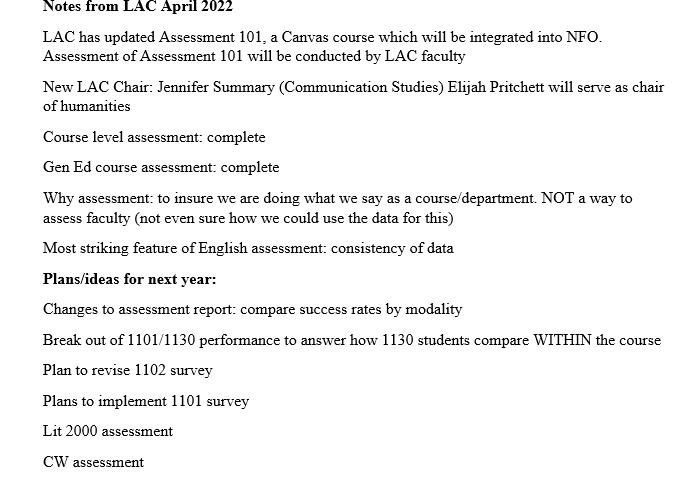 Notes from LAC April 2022
LAC has updated Assessment 101, a Canvas course which will be integrated into NFO.
Assessment of Assessment 101 will be conducted by LAC faculty
New LAC Chair: Jennifer Summary (Communication Studies) Elijah Pritchett will serve as chair
of humanities
Course level assessment: complete
Gen Ed course assessment: complete
Why assessment: to insure we are doing what we say as a course/department. NOT a way to
assess faculty (not even sure how we could use the data for this)
Most striking feature of English assessment: consistency of data
Plans/ideas for next year:
Changes to assessment report: compare success rates by modality
Break out of 1101/1130 performance to answer how 1130 students compare WITHIN the course
Plan to revise 1102 survey
Plans to implement 1101 survey
Lit 2000 assessment
CW assessment